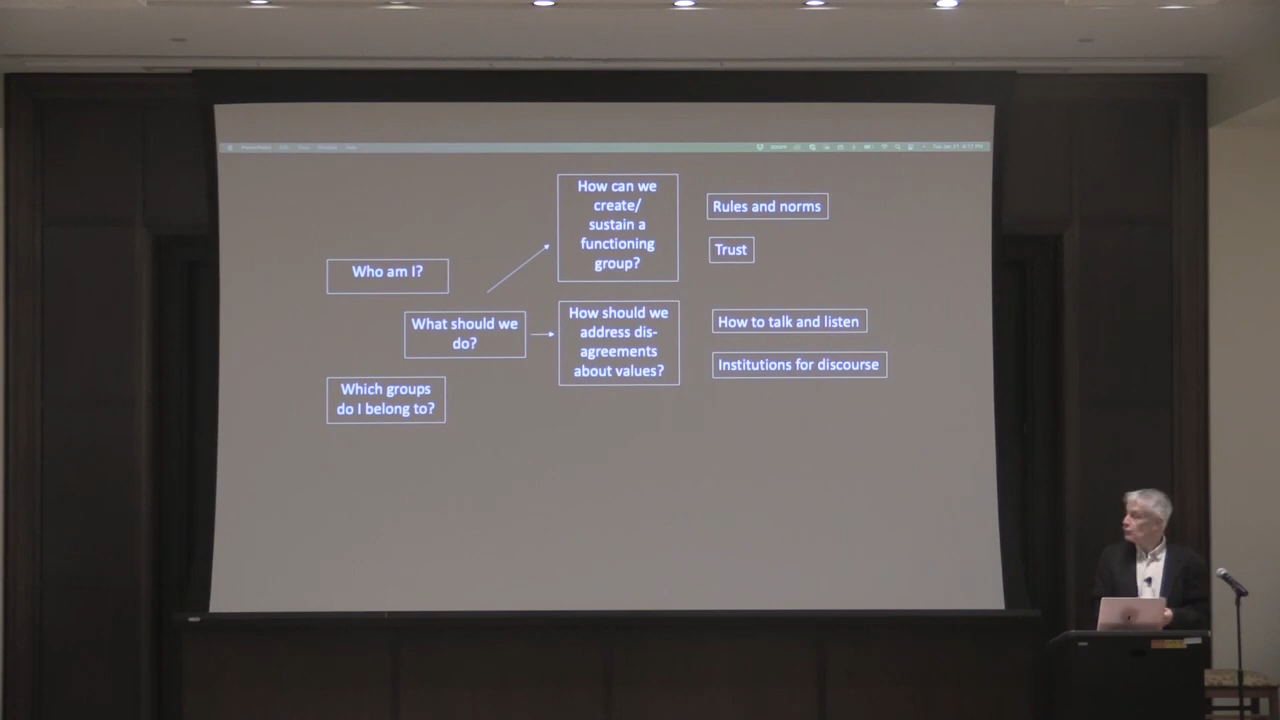 Who am I?
What should we
do?
Which groups
do I belong to?
How can we
create/
sustain a
functioning
group?
How should we
address dis-
agreements
about values?
Rules and norms
Trust
How to talk and listen
Institutions for discourse